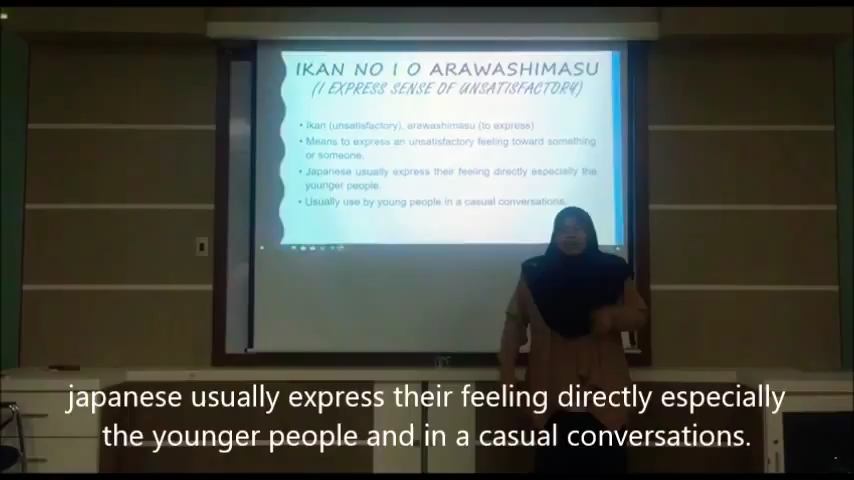 IKAN NO I O ARAWASHIMASU
(I EXPRESS SENSE OF UNSATISFACTORY)
• Ikan (unsatisfactory), arawashimasu (to express)
• Means to express an unsatisfactory feeling toward something
or someone.
• Japanese usually express their feeling directly especially the
younger people.
• Usually use by young people in a casual conversations.
japanese usually express their feeling directly especially
the younger people and in a casual conversations.